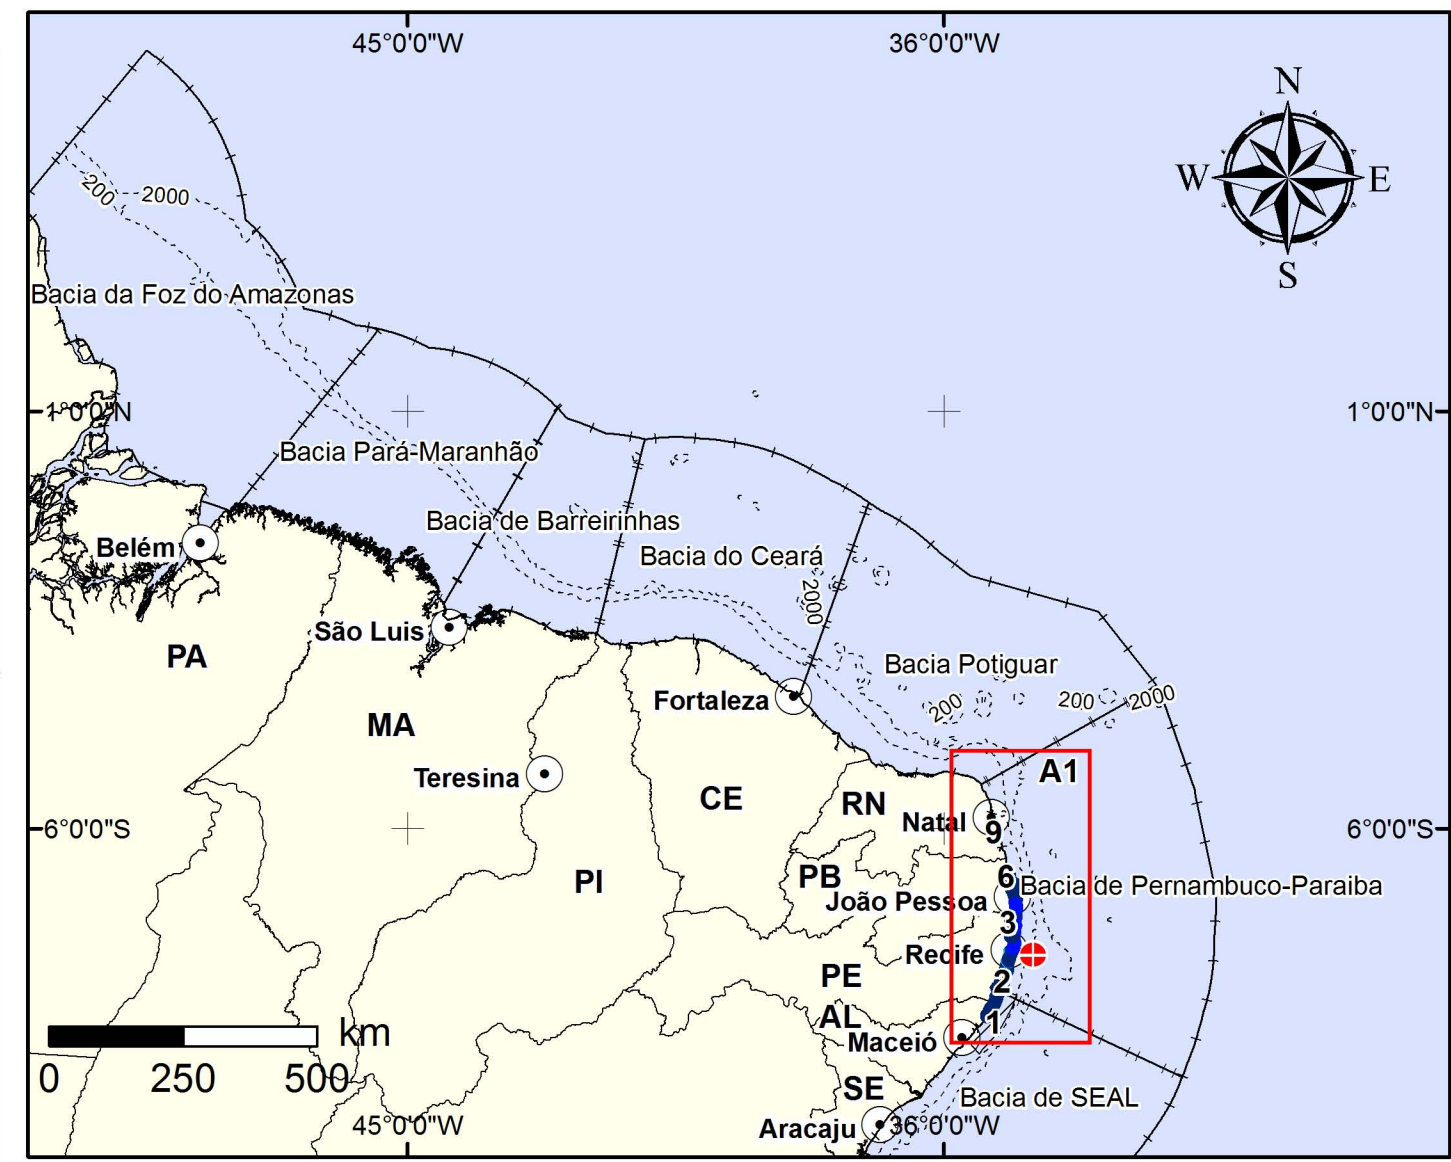 45°0'0"W
36°0'0"W
N
W
E
S
200
2000
Bacia da Foz do Amazonas
1°0'0"N
1°0'0"N
Bacia Pará-Maranhão
Bacia de Barreirinhas
Belém
Bacia do Ceará
2000
São Luis
PA
Bacia Potiguar
Fortaleza
200
200
2000
MA
Teresina
A1
CE
RN
Natal
9
6°0'0"S
6°0'0"S
PI
PB
6
Bacia de Pernambuco-Paraiba
João Pessoa
3
Recife
PE
2
AL
1
Maceió
km
0
250
500
SE
Bacia de SEAL
45°0'0"W
Aracaju
36°0'0"W